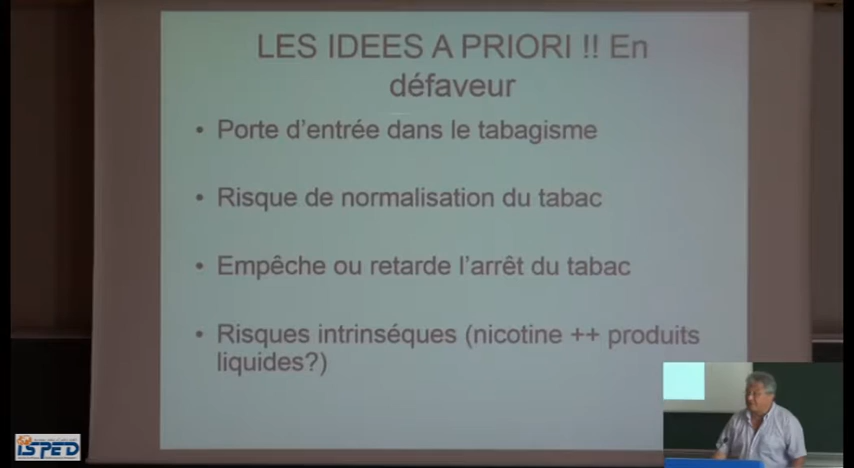 LES IDEES A PRIORI !! En
défaveur
• Porte d'entrée dans le tabagisme
• Risque de normalisation du tabac
• Empêche ou retarde l'arrêt du tabac
• Risques intrinséques (nicotine ++ produits
liquides?)
ISPED